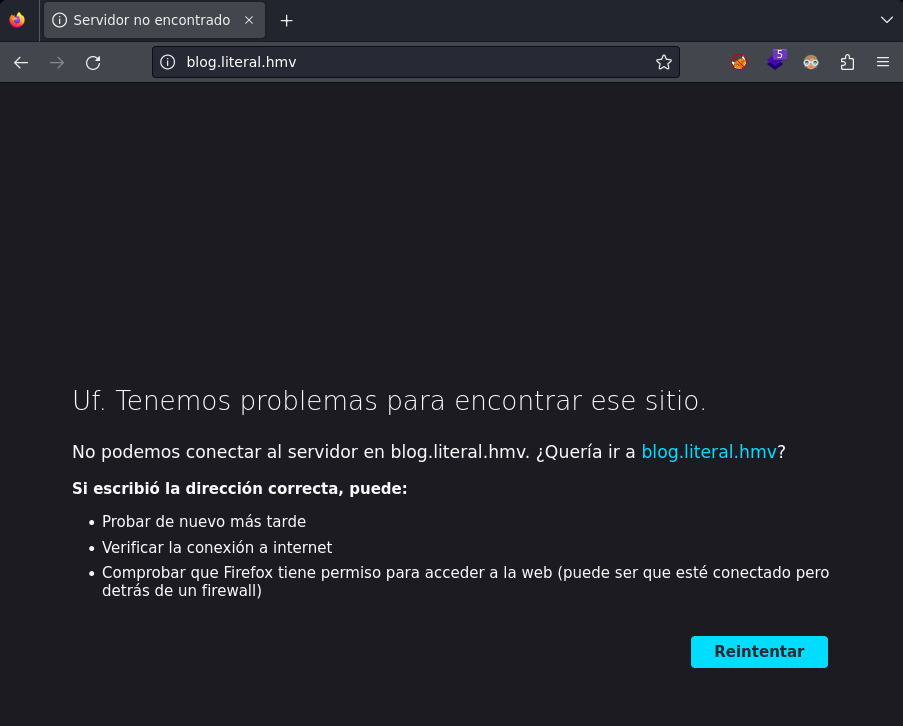 Servidor no encontrado
blog.literal.hmv
5
Uf. Tenemos problemas para encontrar ese sitio.
No podemos conectar al servidor en blog.literal.hmv. ¿Quería ir a blog.literal.hmv?
Si escribió la dirección correcta, puede:
• Probar de nuevo más tarde
• Verificar la conexión a internet
• Comprobar que Firefox tiene permiso para acceder a la web (puede ser que esté conectado pero
detrás de un firewall)
Reintentar